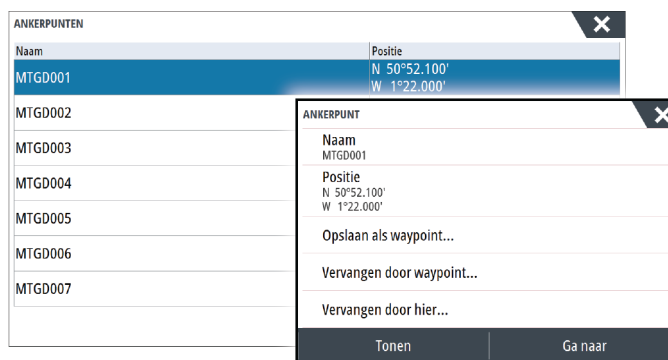 ANKERPUNTEN
Naam Positie
MTGD001 N 50°52.100'
W 1°22.000'
MTGD002
MTGD003
MTGD004
MTGD005
MTGD006
MTGD007
ANKERPUNT
Naam
MTGD001
Positie
N 50°52.100'
W 1°22.000'
Opslaan als waypoint...
Vervangen door waypoint...
Vervangen door hier...
Tonen Ga naar